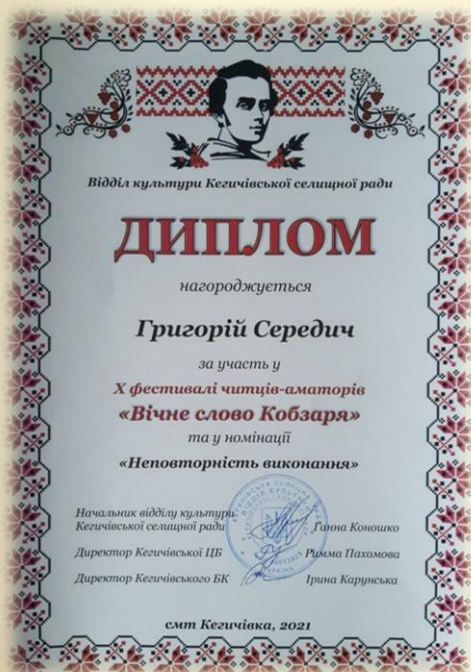 Відділ культури Кегичівської селищної ради
ДИПЛОМ
нагороджується
Григорій Середич
за участь у
X фестивалі читців-аматорів
«Вічне слово Кобзаря»
та у номінації
«Неповторність виконання»
Начальник відділу культури
Кегичівської селищної ради Ганна Коношко
Директор Кегичівської ЦБ Римма Пахомова
Директор Кегичівського БК Ірина Карунська
смт Кегичівка, 2021